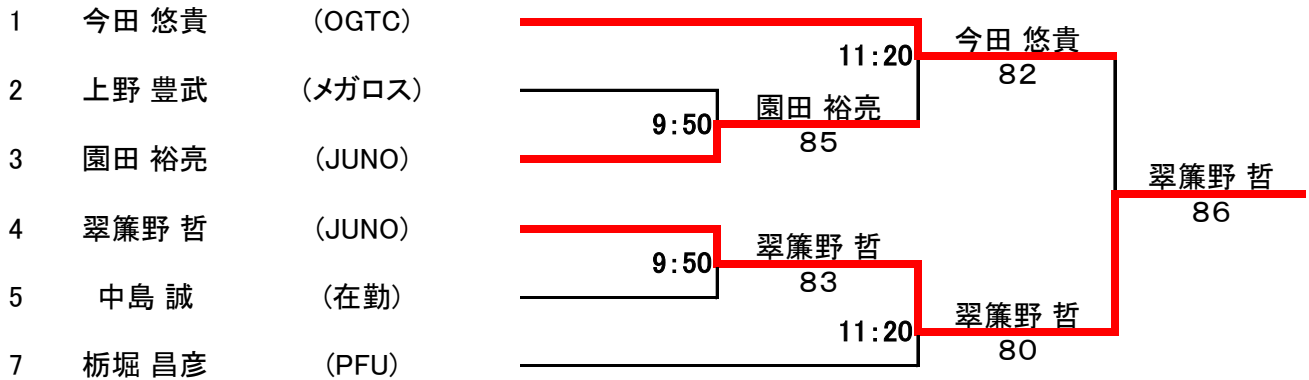 1 今田 悠貴 (OGTC)
11:20
今田 悠貴
82
2 上野 豊武 (メガロス)
9:50
園田 裕亮
85
3 園田 裕亮 (JUNO)
翠簾野 哲
86
4 翠簾野 哲 (JUNO)
9:50
翠簾野 哲
83
5 中島 誠 (在勤)
11:20
翠簾野 哲
80
7 栃堀 昌彦 (PFU)